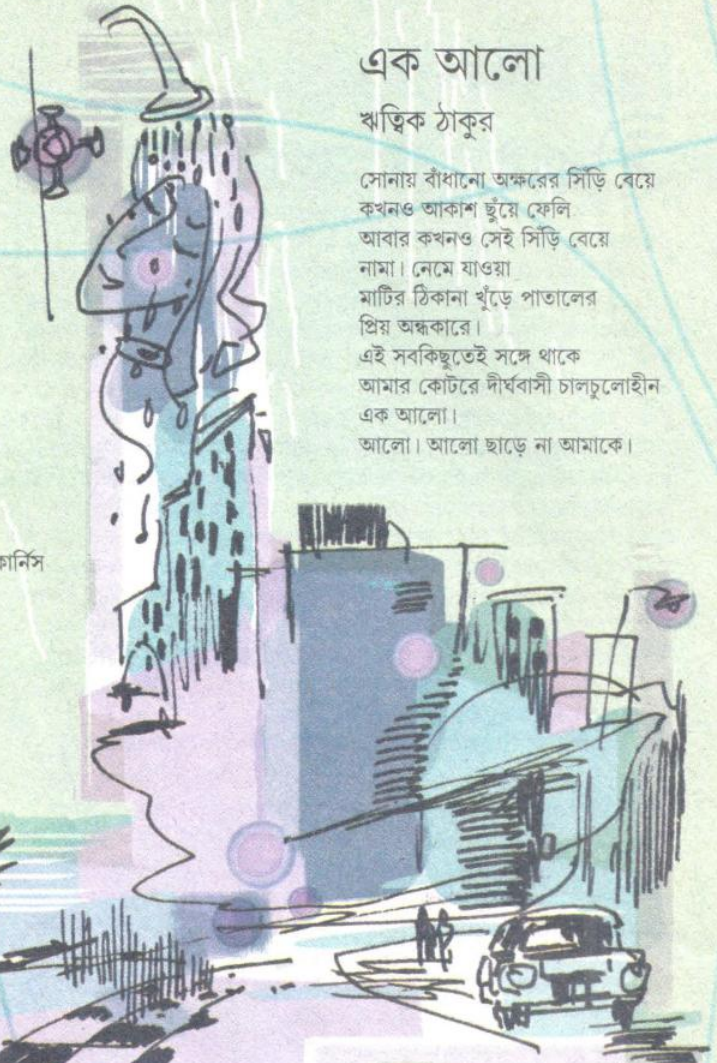 এক আলো
ঋত্বিক ঠাকুর
সোনায় বাঁধানো অক্ষরের সিঁড়ি বেয়ে
কখনও আকাশ ছুঁয়ে ফেলি
আবার কখনও সেই সিঁড়ি বেয়ে
নামা। নেমে যাওয়া
মাটির ঠিকানা খুঁড়ে পাতালের
প্রিয় অন্ধকারে।
এই সবকিছুতেই সঙ্গে থাকে
আমার কোটরে দীর্ঘবাসী চালচুলোহীন
এক আলো।
আলো। আলো ছাড়ে না আমাকে।
কার্নিস